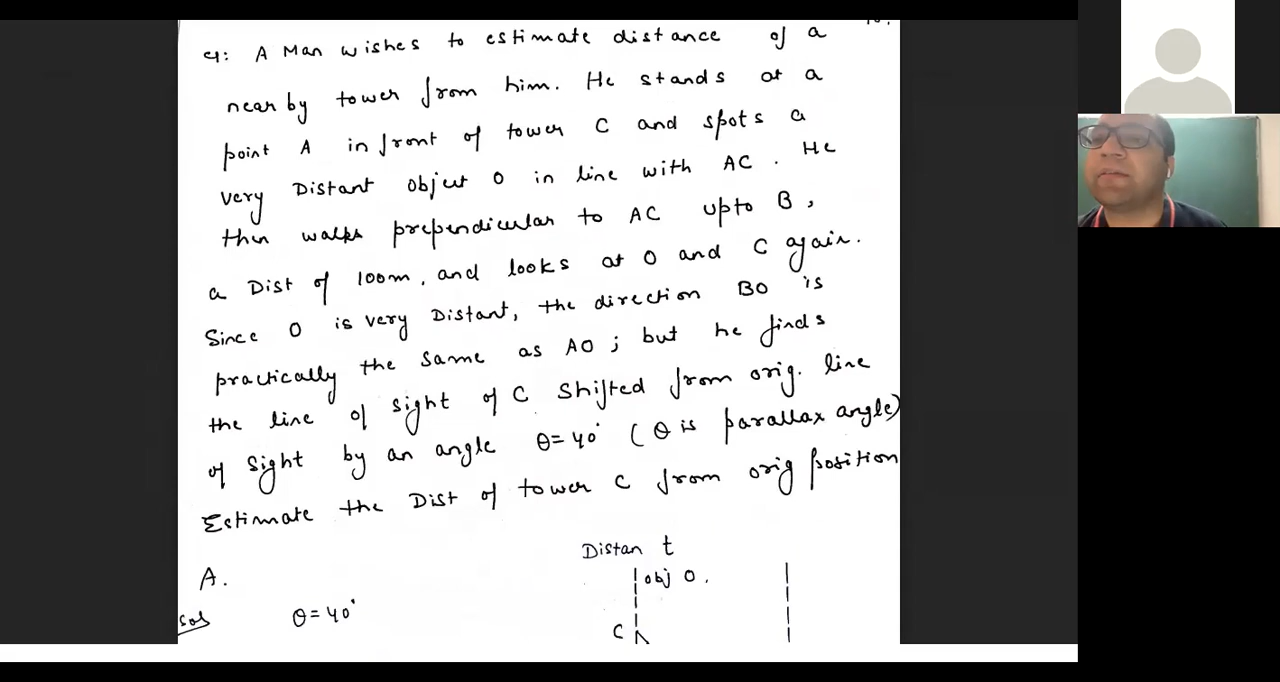 Q: A Man wishes to estimate distance of a
near by tower from him. He stands at a
point A in front of tower C and spots a
very Distant object O in line with AC. He
then walks prependicular to AC upto B,
a Dist of 100m, and looks at O and C again.
Since O is very Distant, the direction BO is
practically the same as AO; but he finds
the line of sight of C shifted from orig. line
of sight by an angle θ=40° (θ is parallax angle)
Estimate the Dist of tower C from orig position
A.
Distan t
obj O.
Sol θ=40°
C